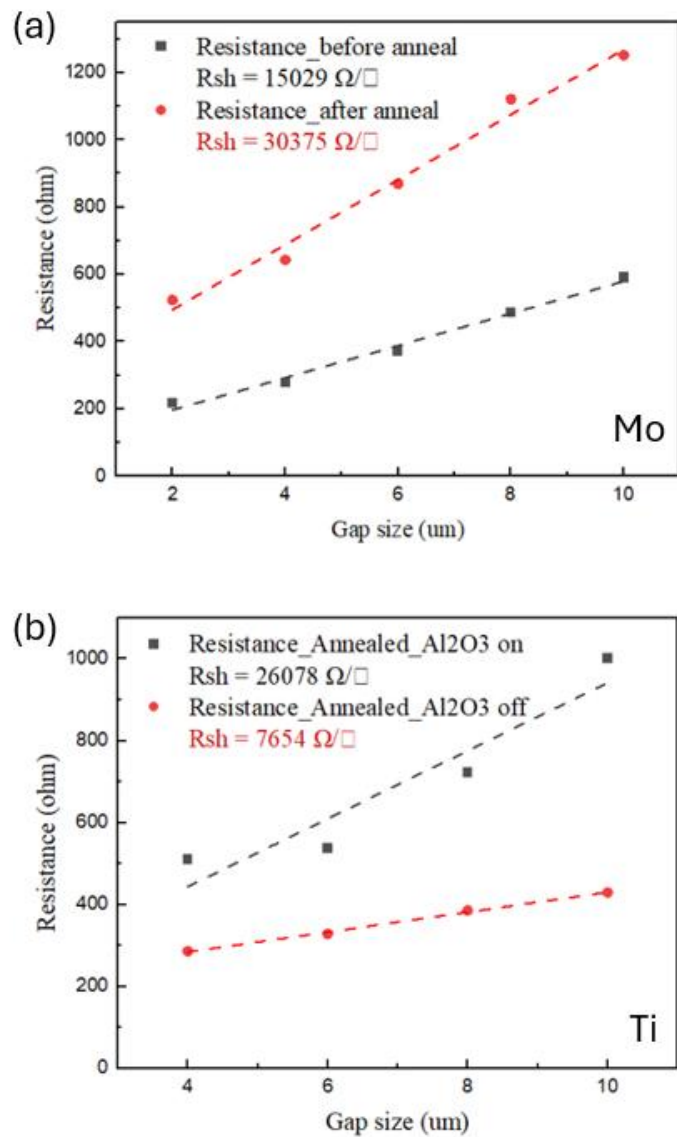 (a)
Resistance_before anneal
Rsh = 15029 Ω/□
Resistance_after anneal
Rsh = 30375 Ω/□
1200
1000
800
600
400
200
0
Resistance (ohm)
Mo
2 4 6 8 10
Gap size (um)
(b)
Resistance_Annealed_Al2O3 on
Rsh = 26078 Ω/□
Resistance_Annealed_Al2O3 off
Rsh = 7654 Ω/□
1000
800
600
400
200
0
Resistance (ohm)
Ti
4 6 8 10
Gap size (um)